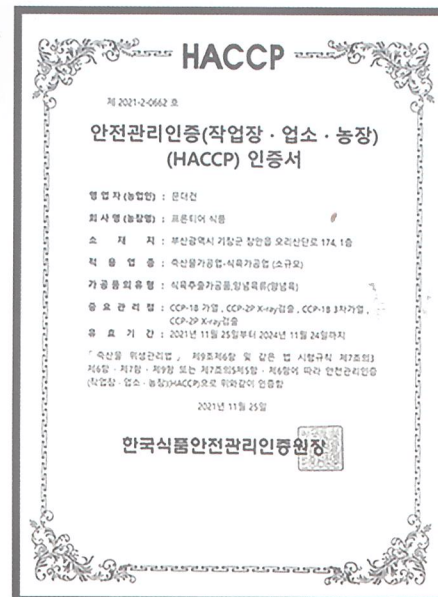 HACCP
제 2021-2-0662 호
안전관리인증(작업장 · 업소 · 농장)
(HACCP) 인증서
영 업 자 (농업인) : 문대건
회 사 명 (농장명) : 프론티어 식품
소 재 지 : 부산광역시 기장군 장안읍 오리산단로 174, 1층
적 용 업 종 : 축산물가공업-식육가공업 (소규모)
가공품의유형 : 식육추출가공품,양념육류(양념육)
중 요 관 리 점 : CCP-1B 가열 , CCP-2P X-ray검출 , CCP-1B 3차가열 ,
CCP-2P X-ray검출
유 효 기 간 : 2021년 11월 25일부터 2024년 11월 24일까지
「 축산물 위생관리법 」 제9조제6항 및 같은 법 시행규칙 제7조의3
제6항 · 제7항 · 제9항 또는 제7조의5제5항 · 제6항에 따라 안전관리인증
(작업장 · 업소 · 농장)(HACCP)으로 위와같이 인증함
2021년 11월 25일
한국식품안전관리인증원장